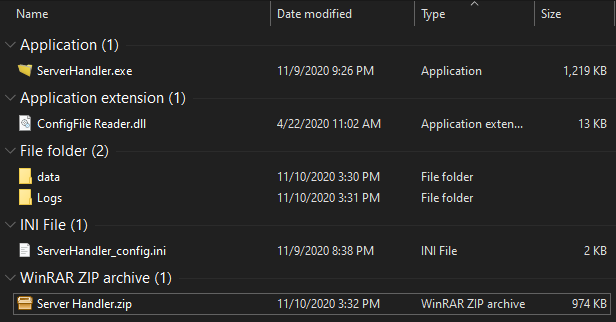 Name Date modified Type Size
Application (1)
ServerHandler.exe 11/9/2020 9:26 PM Application 1,219 KB
Application extension (1)
ConfigFile Reader.dll 4/22/2020 11:02 AM Application exten... 13 KB
File folder (2)
data 11/10/2020 3:30 PM File folder
Logs 11/10/2020 3:31 PM File folder
INI File (1)
ServerHandler_config.ini 11/9/2020 8:38 PM INI File 2 KB
WinRAR ZIP archive (1)
Server Handler.zip 11/10/2020 3:32 PM WinRAR ZIP archive 974 KB